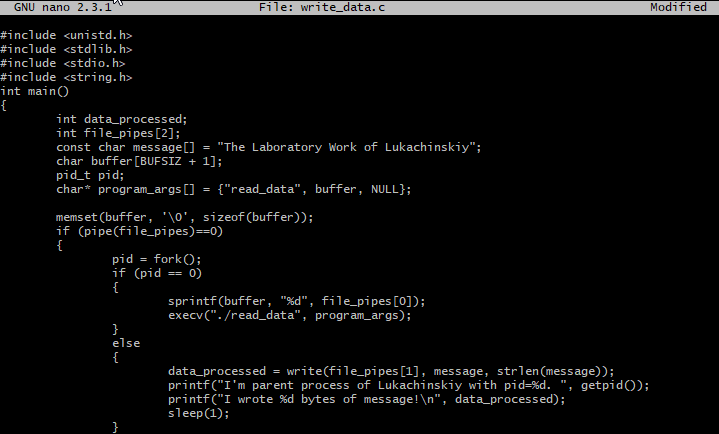 GNU nano 2.3.1 File: write_data.c Modified
#include <unistd.h>
#include <stdlib.h>
#include <stdio.h>
#include <string.h>
int main()
{
        int data_processed;
        int file_pipes[2];
        const char message[] = "The Laboratory Work of Lukachinskiy";
        char buffer[BUFSIZ + 1];
        pid_t pid;
        char* program_args[] = {"read_data", buffer, NULL};
        memset(buffer, '\0', sizeof(buffer));
        if (pipe(file_pipes)==0)
        {
                pid = fork();
                if (pid == 0)
                {
                        sprintf(buffer, "%d", file_pipes[0]);
                        execv("./read_data", program_args);
                }
                else
                {
                        data_processed = write(file_pipes[1], message, strlen(message));
                        printf("I'm parent process of Lukachinskiy with pid=%d. ", getpid());
                        printf("I wrote %d bytes of message!\n", data_processed);
                        sleep(1);
                }